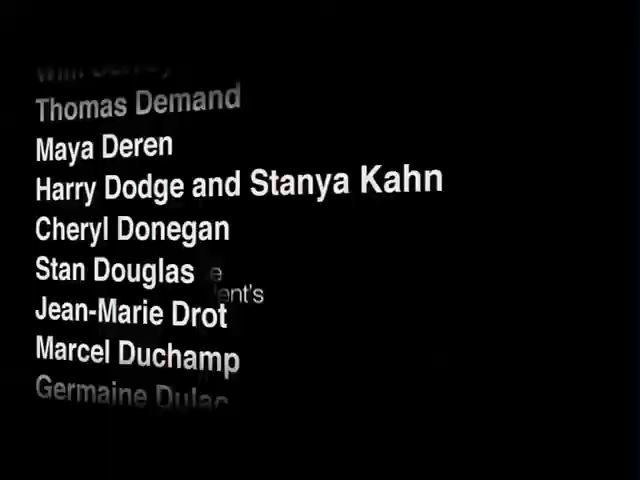 Thomas Demand
Maya Deren
Harry Dodge and Stanya Kahn
Cheryl Donegan
Stan Douglas
Jean-Marie Drot
Marcel Duchamp
Germaine Dulac